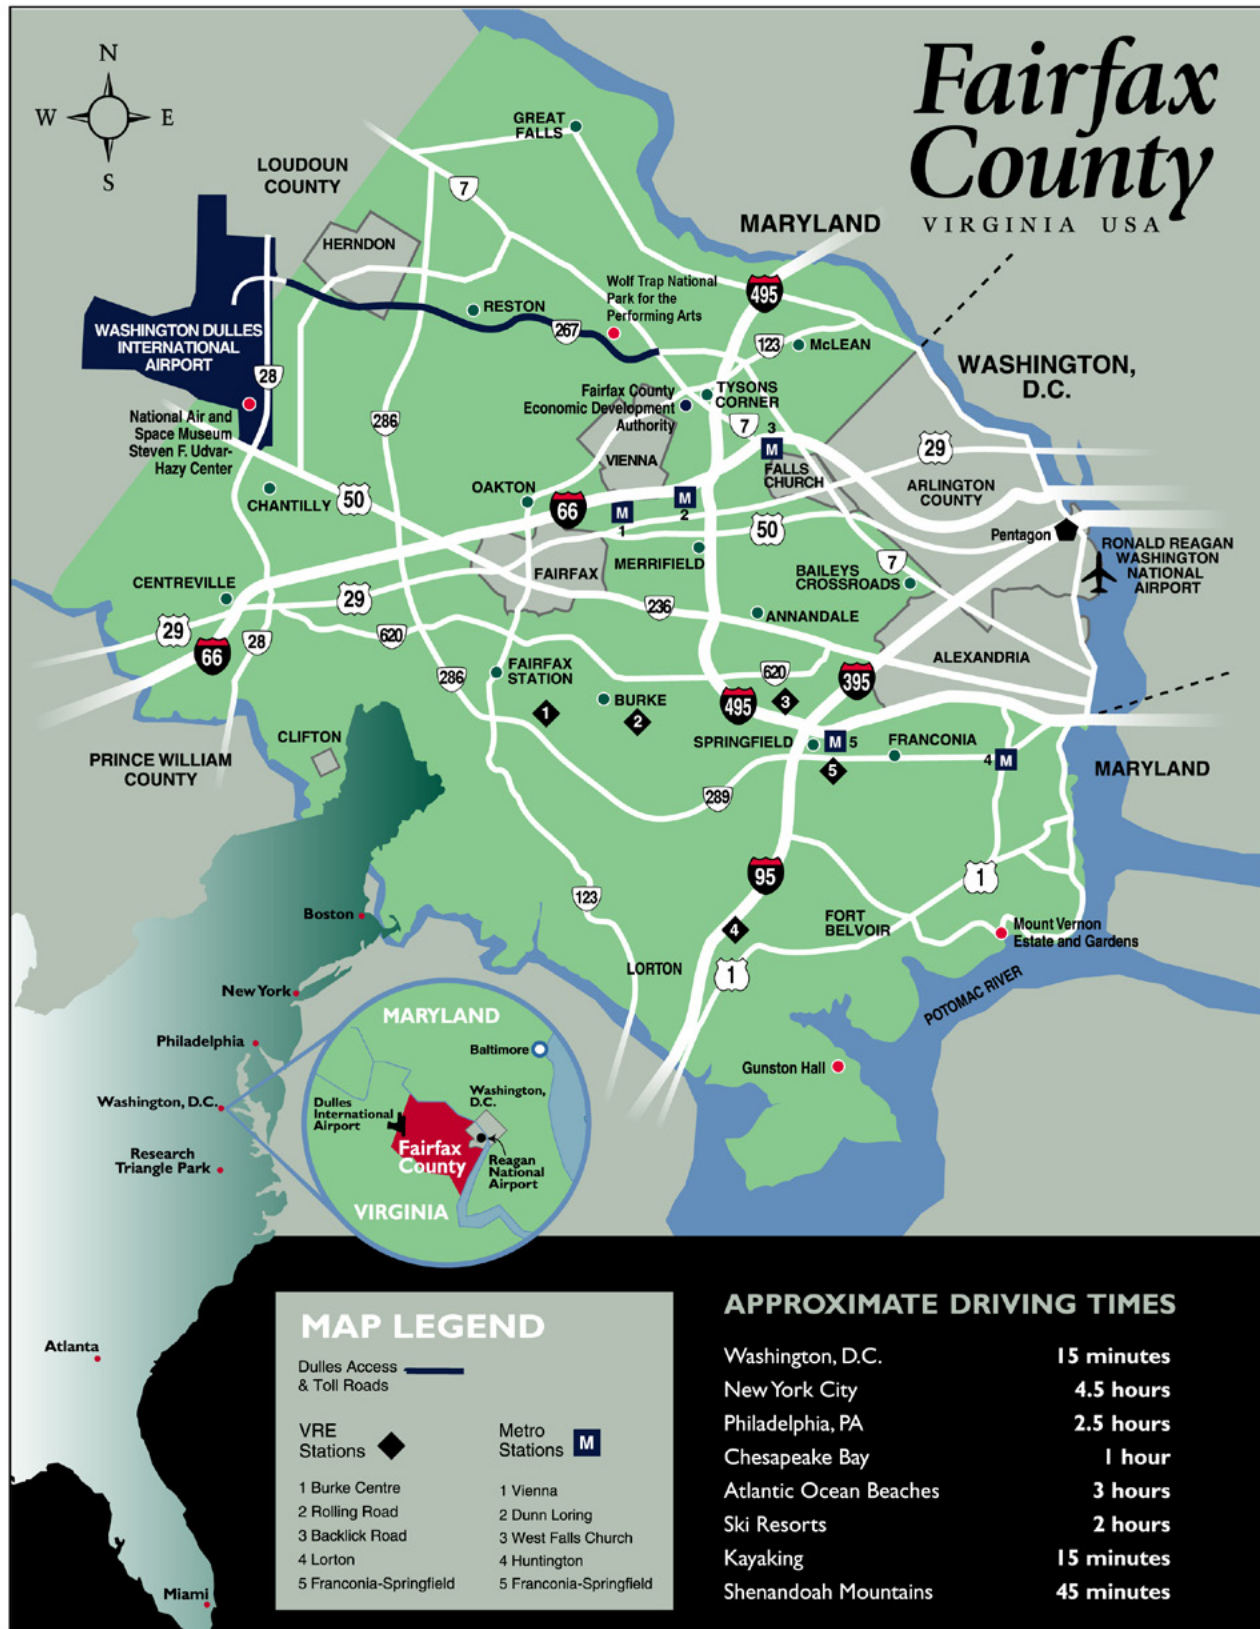 Fairfax
County
VIRGINIA USA
N
W
E
S
GREAT
FALLS
LOUDOUN
COUNTY
7
HERNDON
MARYLAND
495
Wolf Trap National
Park for the
Performing Arts
RESTON
267
123
McLEAN
WASHINGTON DULLES
INTERNATIONAL
AIRPORT
WASHINGTON,
D.C.
28
286
Fairfax County
Economic Development
Authority
TYSONS
CORNER
7
3
M
National Air and
Space Museum
Steven F. Udvar-
Hazy Center
VIENNA
FALLS
CHURCH
29
ARLINGTON
COUNTY
CHANTILLY
50
OAKTON
66
M
1
M
2
50
Pentagon
RONALD REAGAN
WASHINGTON
NATIONAL
AIRPORT
MERRIFIELD
7
BAILEYS
CROSSROADS
CENTREVILLE
FAIRFAX
29
236
ANNANDALE
29
66
28
620
286
FAIRFAX
STATION
620
395
ALEXANDRIA
BURKE
1
2
495
3
CLIFTON
SPRINGFIELD
M
5
FRANCONIA
4
M
5
PRINCE WILLIAM
COUNTY
MARYLAND
289
95
1
123
FORT
BELVOIR
Mount Vernon
Estate and Gardens
4
LORTON
1
POTOMAC RIVER
Gunston Hall
Boston
New York
Philadelphia
Washington, D.C.
Research
Triangle Park
Atlanta
Miami
MARYLAND
Baltimore
Washington,
D.C.
Dulles
International
Airport
Fairfax
County
Reagan
National
Airport
VIRGINIA
MAP LEGEND
Dulles Access
& Toll Roads
VRE
Stations
1 Burke Centre
2 Rolling Road
3 Backlick Road
4 Lorton
5 Franconia-Springfield
Metro
Stations
M
1 Vienna
2 Dunn Loring
3 West Falls Church
4 Huntington
5 Franconia-Springfield
APPROXIMATE DRIVING TIMES
Washington, D.C. 15 minutes
New York City 4.5 hours
Philadelphia, PA 2.5 hours
Chesapeake Bay 1 hour
Atlantic Ocean Beaches 3 hours
Ski Resorts 2 hours
Kayaking 15 minutes
Shenandoah Mountains 45 minutes